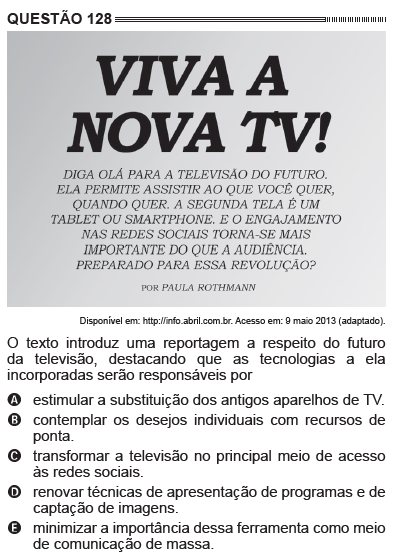 QUESTÃO 128
VIVA A
NOVA TV!
DIGA OLÁ PARA A TELEVISÃO DO FUTURO.
ELA PERMITE ASSISTIR AO QUE VOCÊ QUER,
QUANDO QUER. A SEGUNDA TELA É UM
TABLET OU SMARTPHONE. E O ENGAJAMENTO
NAS REDES SOCIAIS TORNA-SE MAIS
IMPORTANTE DO QUE A AUDIÊNCIA.
PREPARADO PARA ESSA REVOLUÇÃO?
POR PAULA ROTHMANN
Disponível em: http://info.abril.com.br. Acesso em: 9 maio 2013 (adaptado).
O texto introduz uma reportagem a respeito do futuro
da televisão, destacando que as tecnologias a ela
incorporadas serão responsáveis por
A estimular a substituição dos antigos aparelhos de TV.
B contemplar os desejos individuais com recursos de
ponta.
C transformar a televisão no principal meio de acesso
às redes sociais.
D renovar técnicas de apresentação de programas e de
captação de imagens.
E minimizar a importância dessa ferramenta como meio
de comunicação de massa.